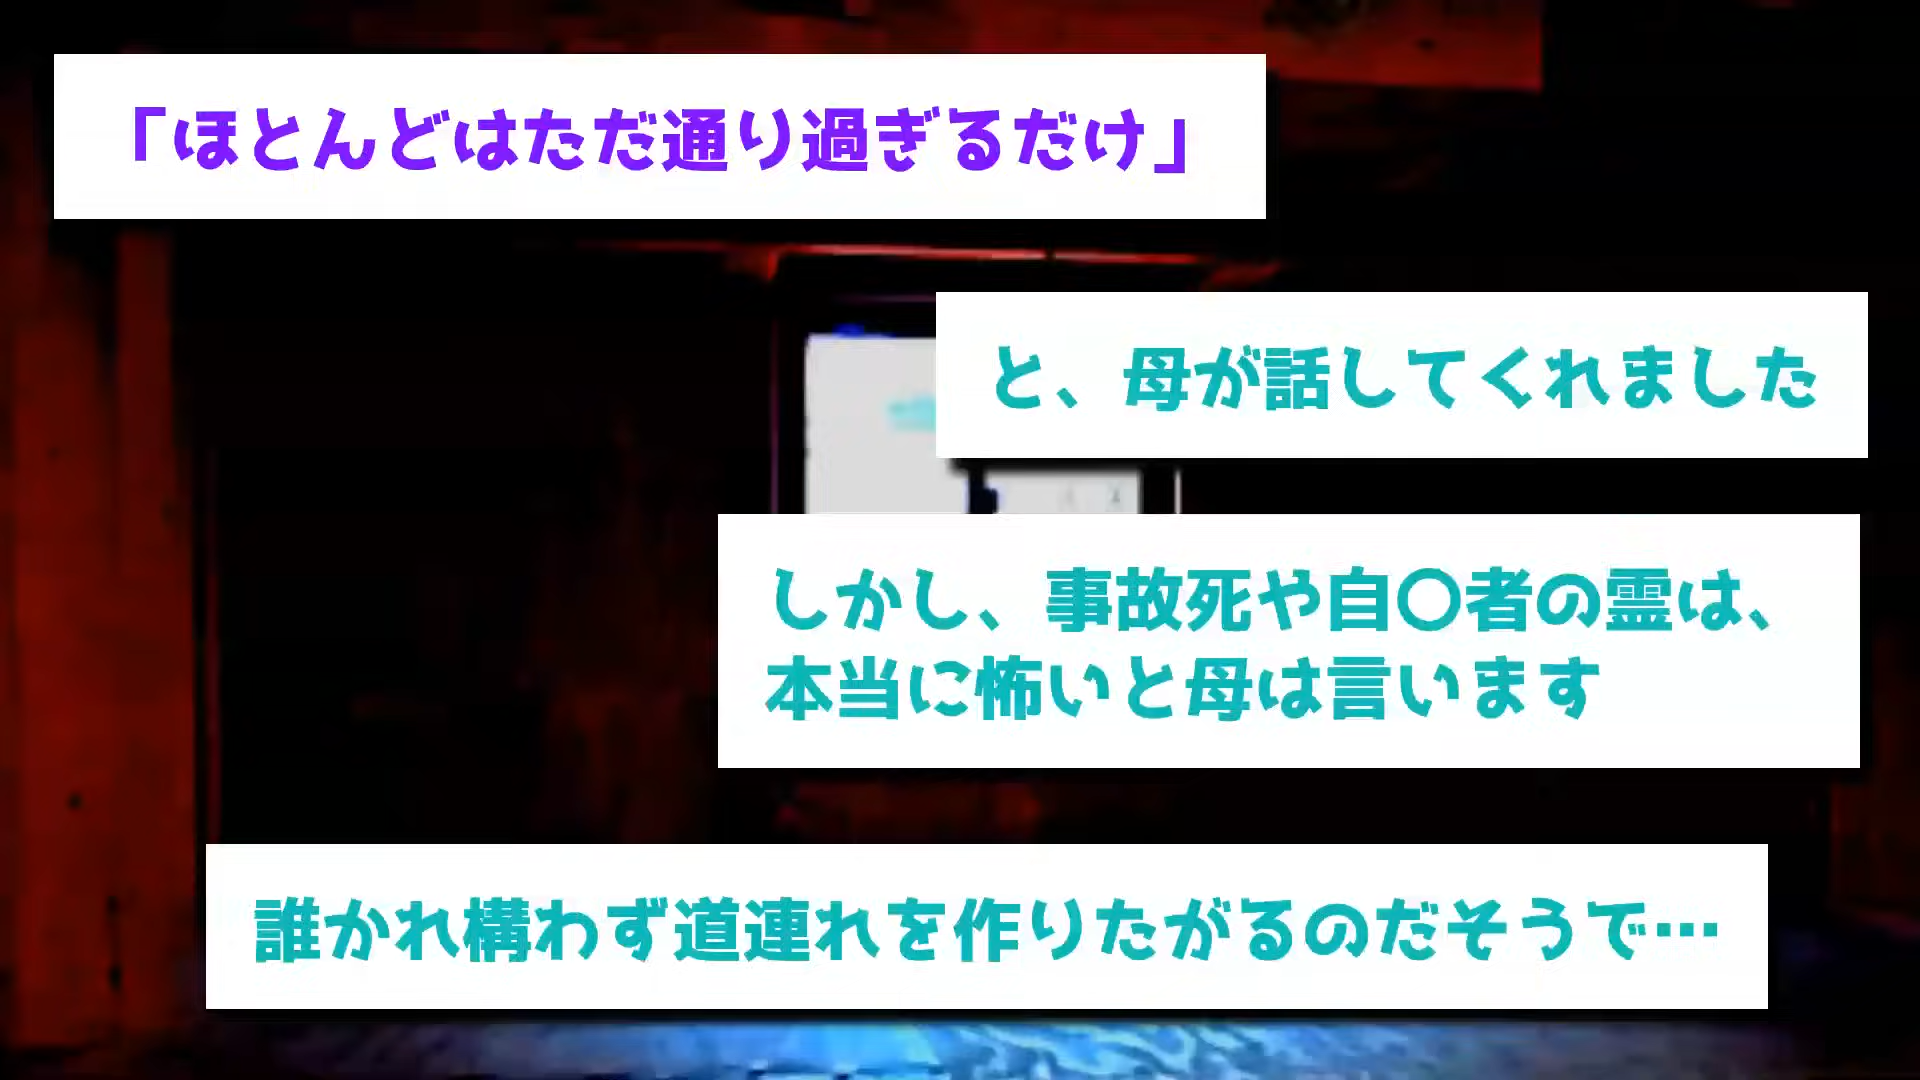 「ほとんどはただ通り過ぎるだけ」
と、母が話してくれました
しかし、事故死や自〇者の霊は、
本当に怖いと母は言います
誰かれ構わず道連れを作りたがるのだそうで…